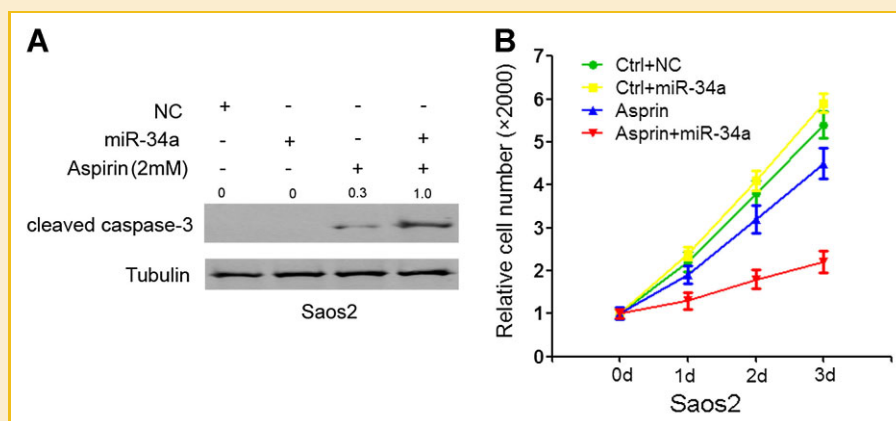 A
NC + - - -
miR-34a - + - +
Aspirin (2mM) - - + +
0 0 0.3 1.0
cleaved caspase-3
Tubulin
Saos2
B
Relative cell number (×2000)
7
6
5
4
3
2
1
Ctrl+NC
Ctrl+miR-34a
Asprin
Asprin+miR-34a
0d 1d 2d 3d
Saos2